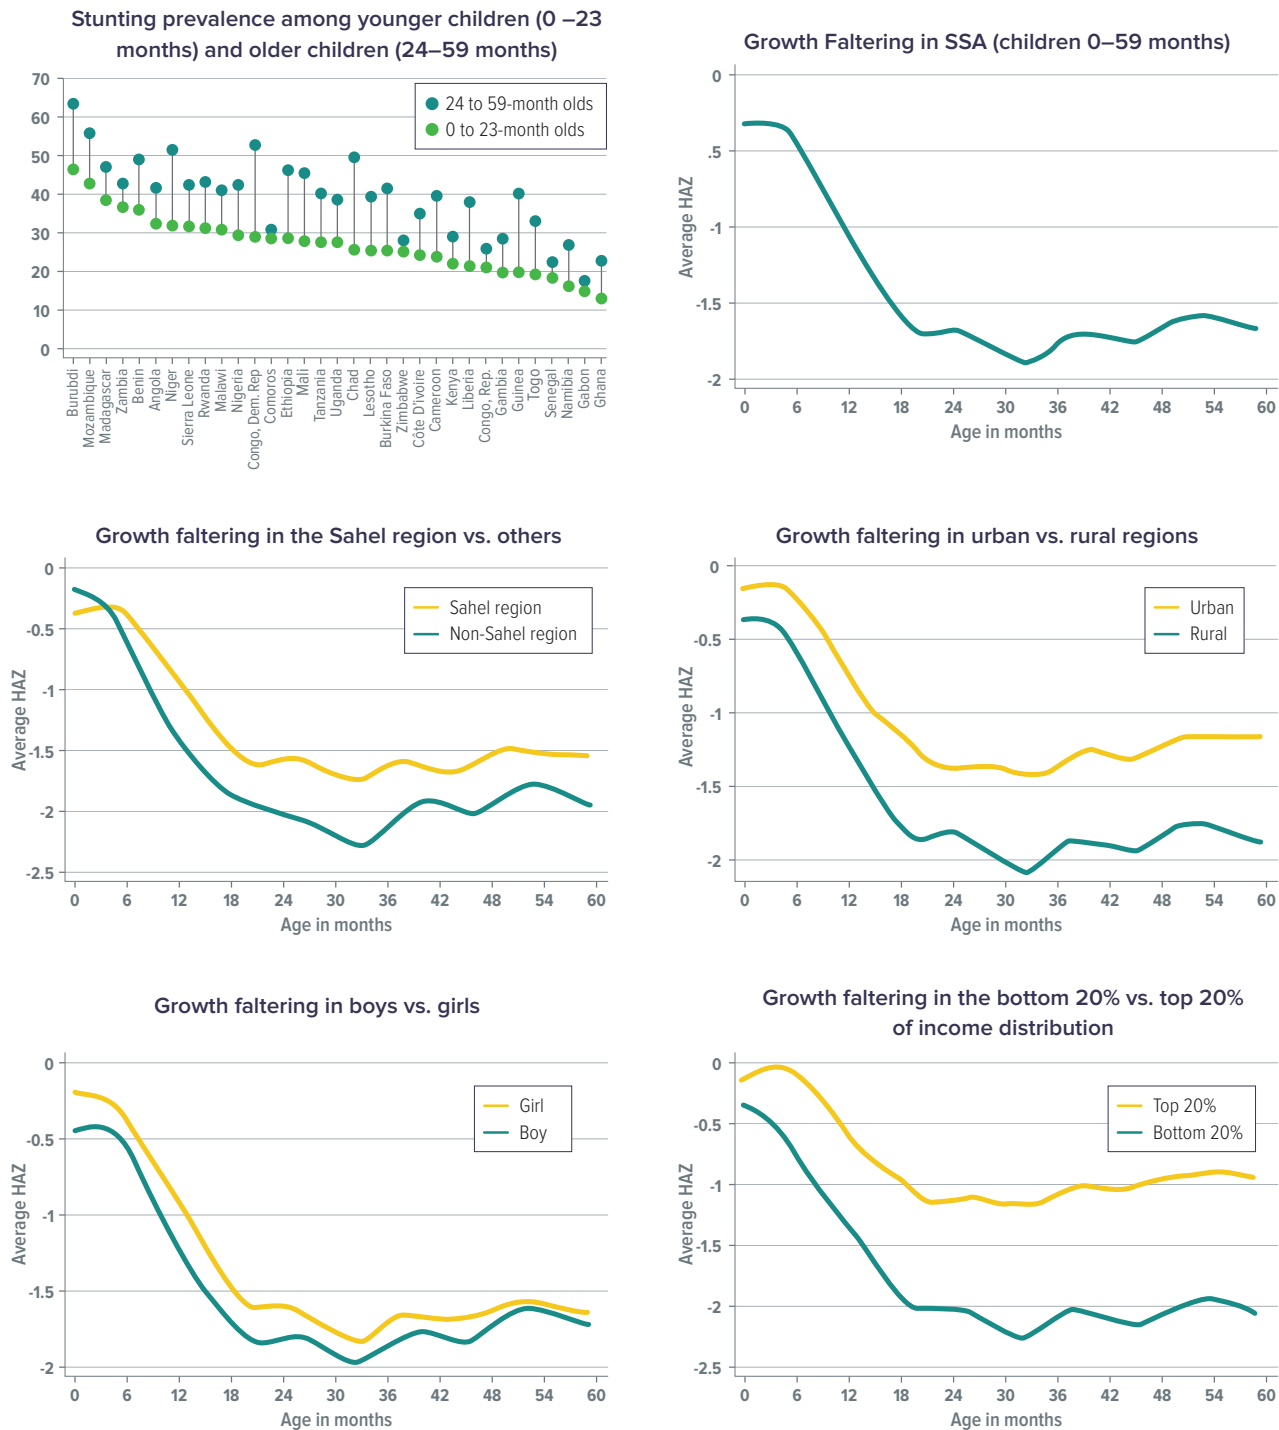 Stunting prevalence among younger children (0 –23
months) and older children (24–59 months)
70
60
50
40
30
20
10
0
24 to 59-month olds
0 to 23-month olds
Burubdi
Mozambique
Madagascar
Zambia
Benin
Angola
Niger
Sierra Leone
Rwanda
Malawi
Nigeria
Congo, Dem. Rep
Comoros
Ethiopia
Mali
Tanzania
Uganda
Chad
Lesotho
Burkina Faso
Zimbabwe
Côte D'ivoire
Cameroon
Kenya
Liberia
Congo, Rep.
Gambia
Guinea
Togo
Senegal
Namibia
Gabon
Ghana
Growth Faltering in SSA (children 0–59 months)
Average HAZ
0
.5
-1
-1.5
-2
0 6 12 18 24 30 36 42 48 54 60
Age in months
Growth faltering in the Sahel region vs. others
Average HAZ
0
-0.5
-1
-1.5
-2
-2.5
Sahel region
Non-Sahel region
0 6 12 18 24 30 36 42 48 54 60
Age in months
Growth faltering in urban vs. rural regions
Average HAZ
0
-0.5
-1
-1.5
-2
Urban
Rural
0 6 12 18 24 30 36 42 48 54 60
Age in months
Growth faltering in boys vs. girls
Average HAZ
0
-0.5
-1
-1.5
-2
Girl
Boy
0 6 12 18 24 30 36 42 48 54 60
Age in months
Growth faltering in the bottom 20% vs. top 20%
of income distribution
Average HAZ
0
-0.5
-1
-1.5
-2
-2.5
Top 20%
Bottom 20%
0 6 12 18 24 30 36 42 48 54 60
Age in months